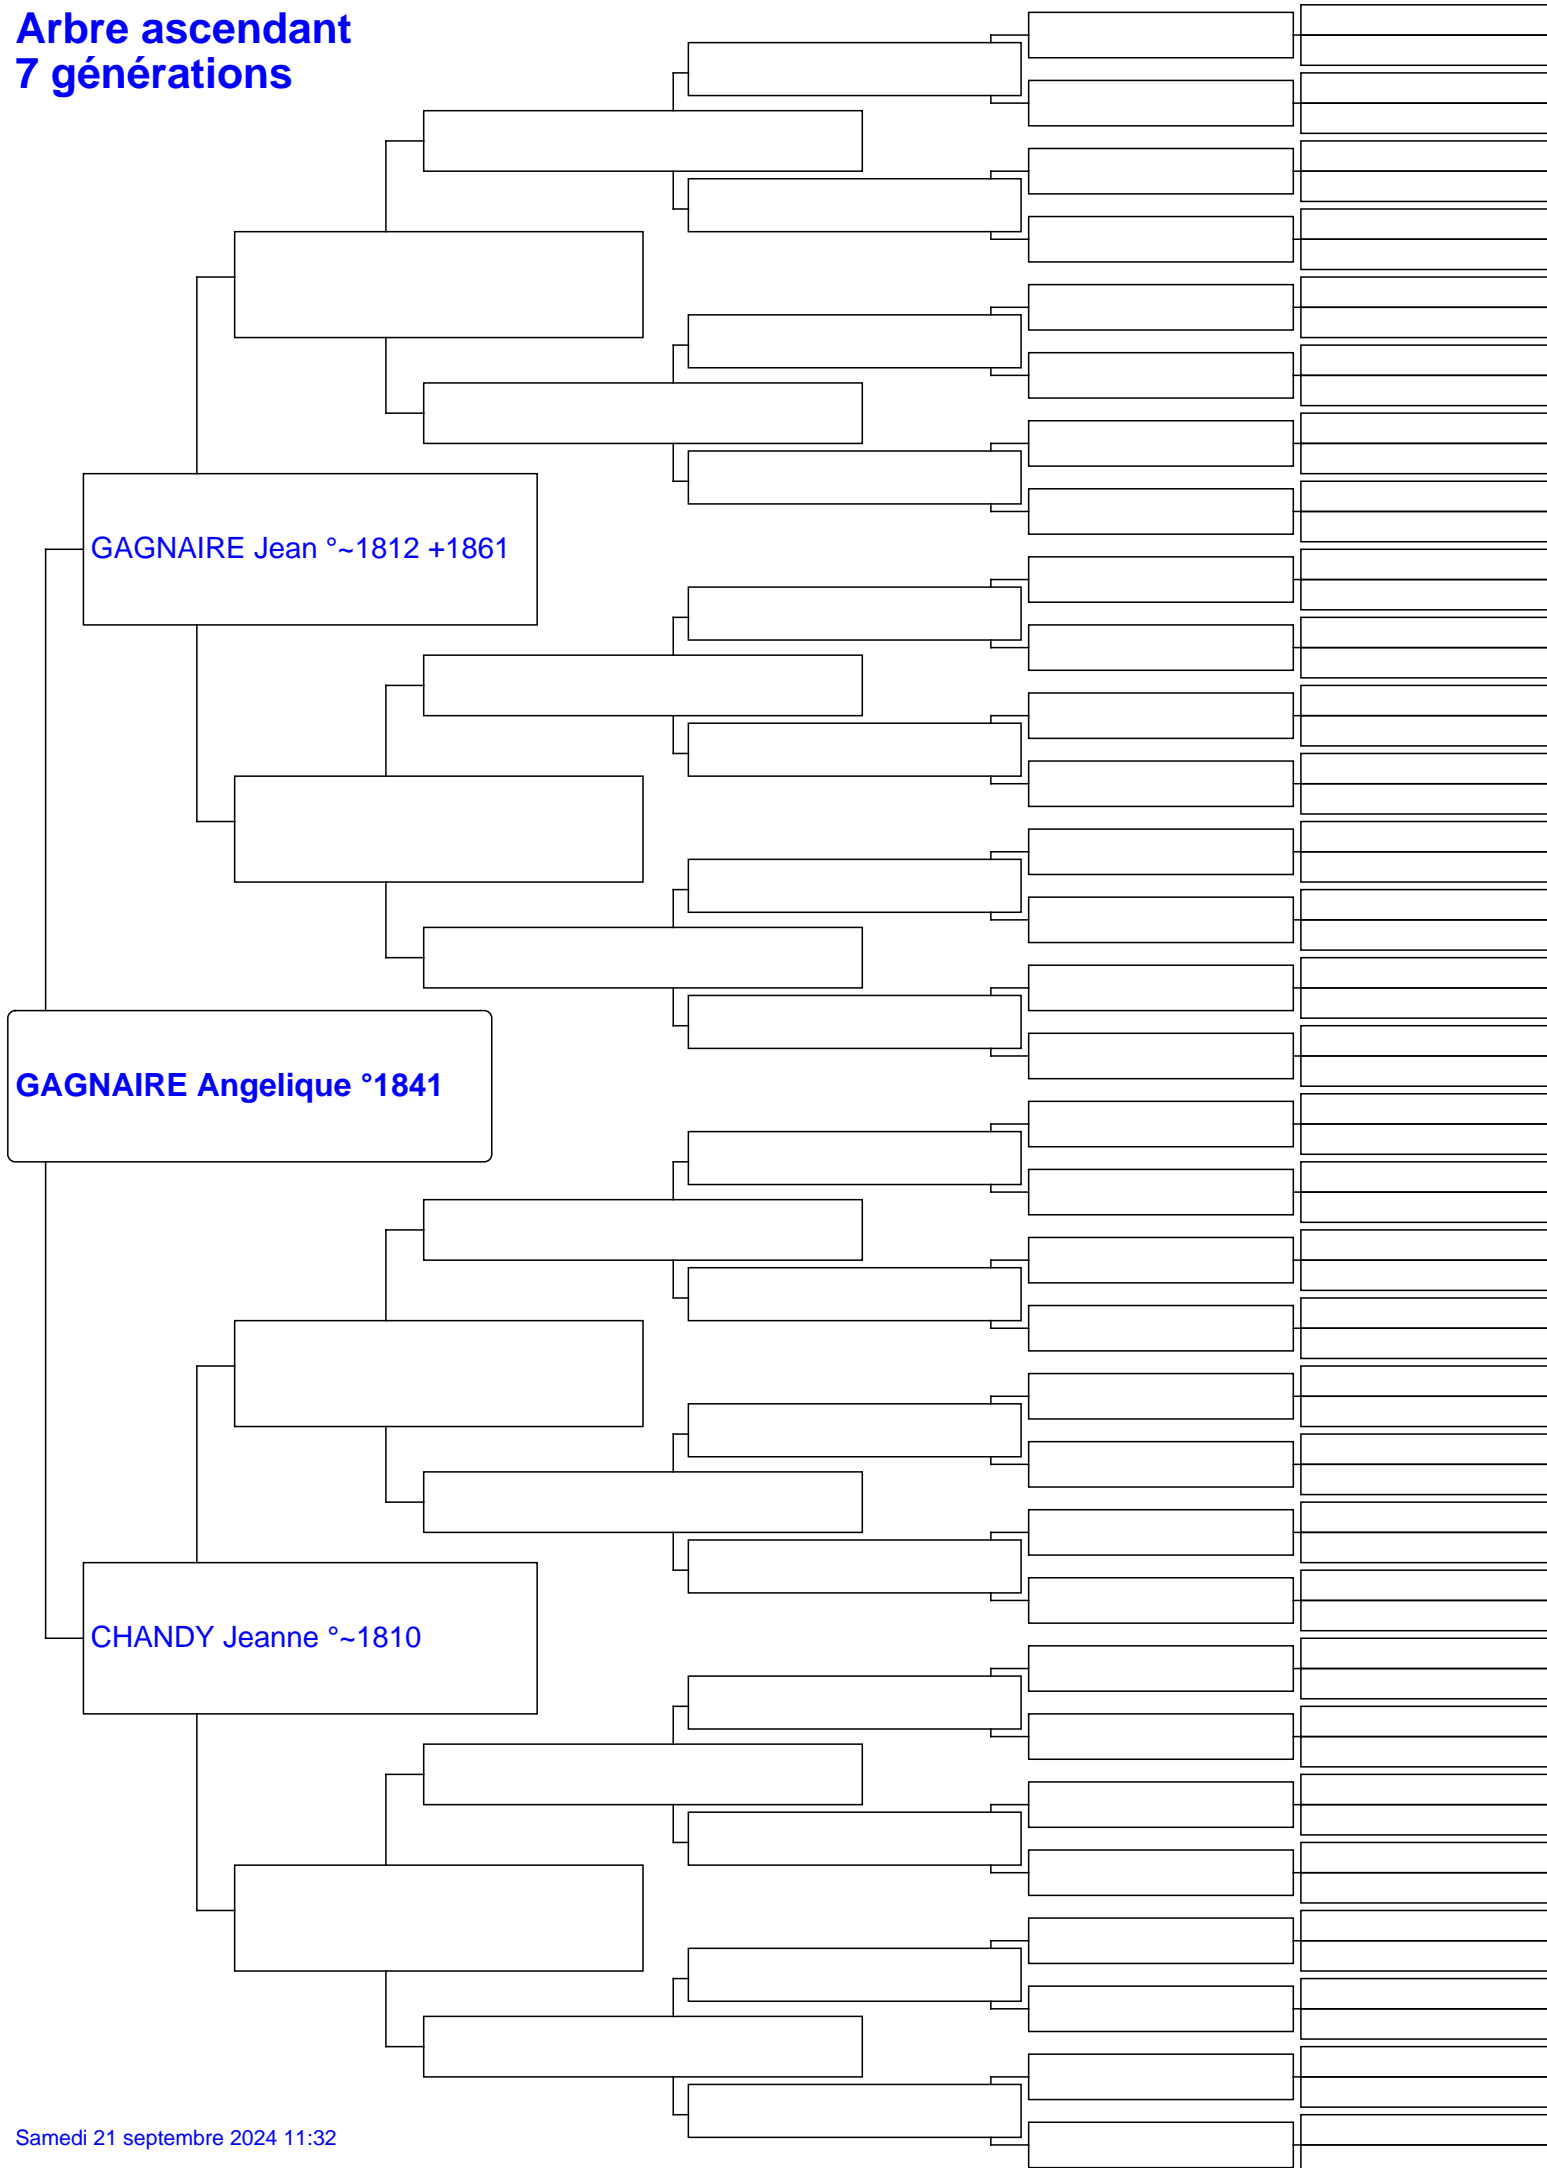 Arbre ascendant
7 générations
GAGNAIRE Jean °~1812 +1861
GAGNAIRE Angelique °1841
CHANDY Jeanne °~1810
Samedi 21 septembre 2024 11:32